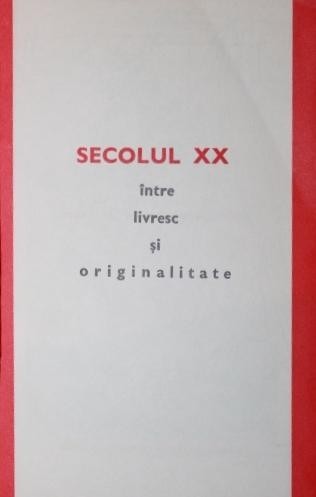 SECOLUL XX
între
livresc
și
originalitate